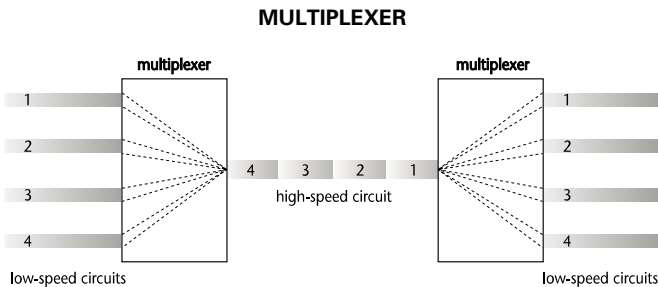 MULTIPLEXER
multiplexer multiplexer
1 1
2 2
4 3 2 1
high-speed circuit
3 3
4 4
low-speed circuits low-speed circuits